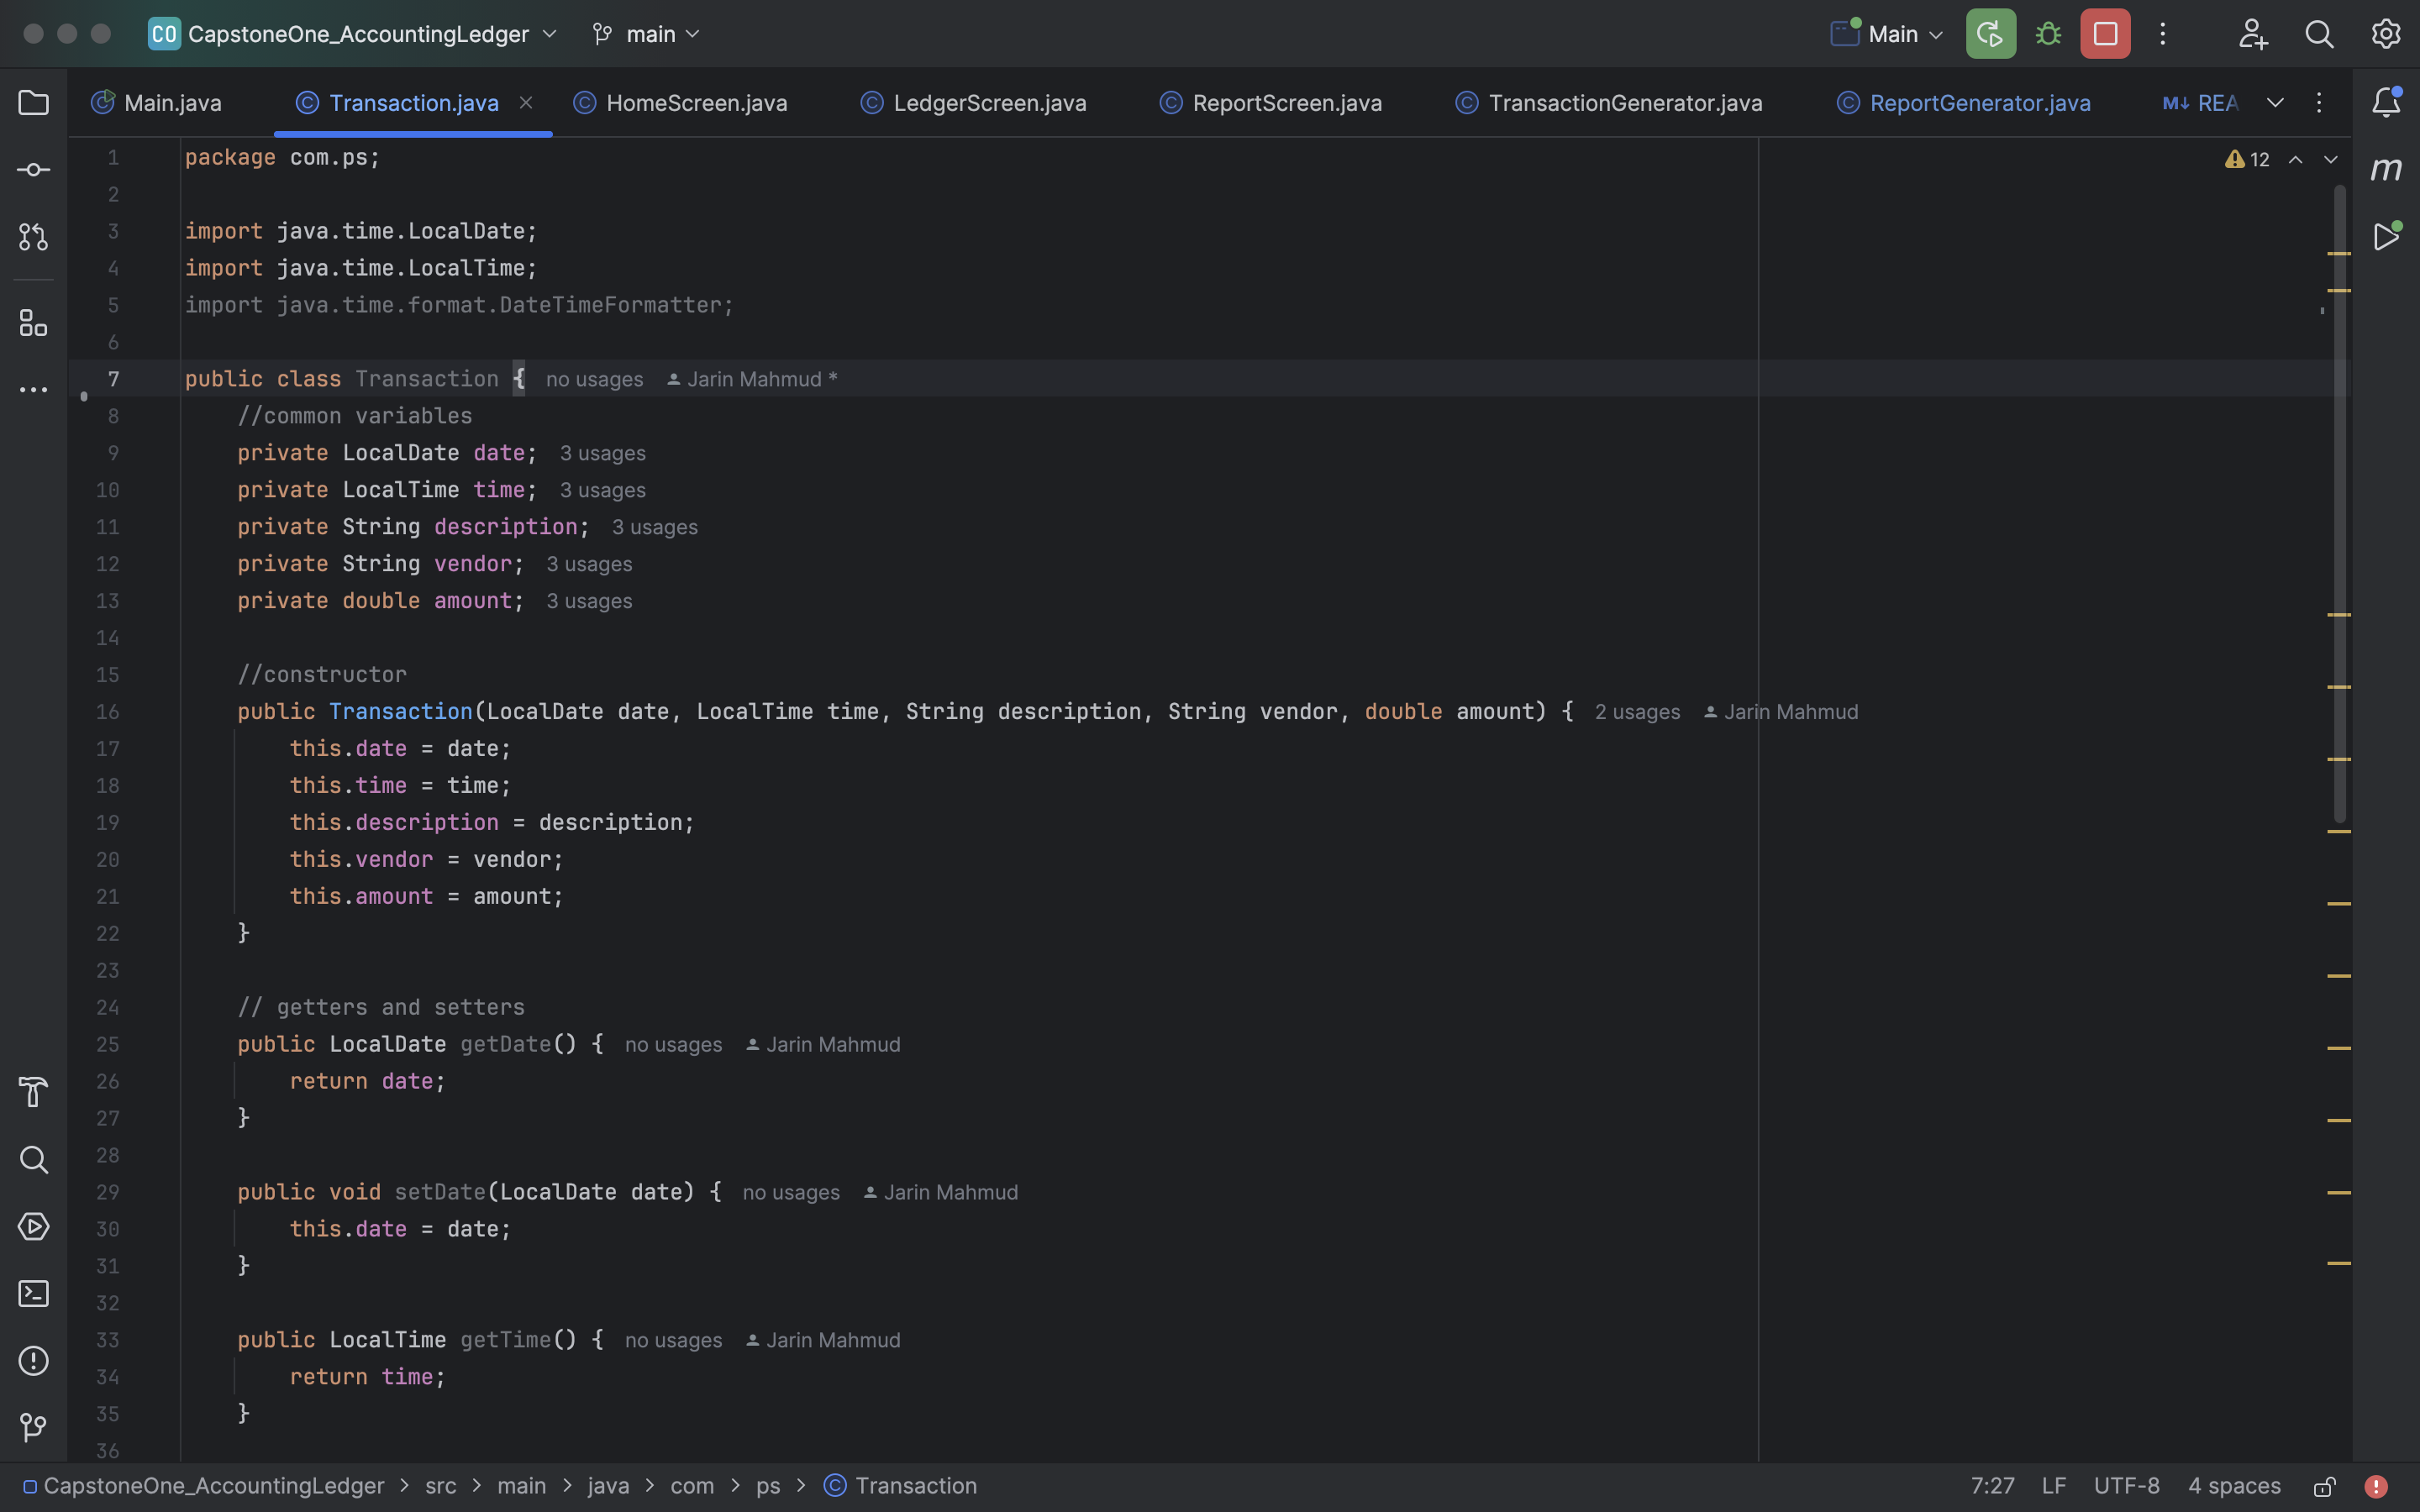 CO CapstoneOne_AccountingLedger main Main
Main.java Transaction.java HomeScreen.java LedgerScreen.java ReportScreen.java TransactionGenerator.java ReportGenerator.java M↓ REA
12
m
1 package com.ps;
2
3 import java.time.LocalDate;
4 import java.time.LocalTime;
5 import java.time.format.DateTimeFormatter;
6
7 public class Transaction { no usages Jarin Mahmud *
8 //common variables
9 private LocalDate date; 3 usages
10 private LocalTime time; 3 usages
11 private String description; 3 usages
12 private String vendor; 3 usages
13 private double amount; 3 usages
14
15 //constructor
16 public Transaction(LocalDate date, LocalTime time, String description, String vendor, double amount) { 2 usages Jarin Mahmud
17 this.date = date;
18 this.time = time;
19 this.description = description;
20 this.vendor = vendor;
21 this.amount = amount;
22 }
23
24 // getters and setters
25 public LocalDate getDate() { no usages Jarin Mahmud
26 return date;
27 }
28
29 public void setDate(LocalDate date) { no usages Jarin Mahmud
30 this.date = date;
31 }
32
33 public LocalTime getTime() { no usages Jarin Mahmud
34 return time;
35 }
36
CapstoneOne_AccountingLedger > src > main > java > com > ps > Transaction 7:27 LF UTF-8 4 spaces